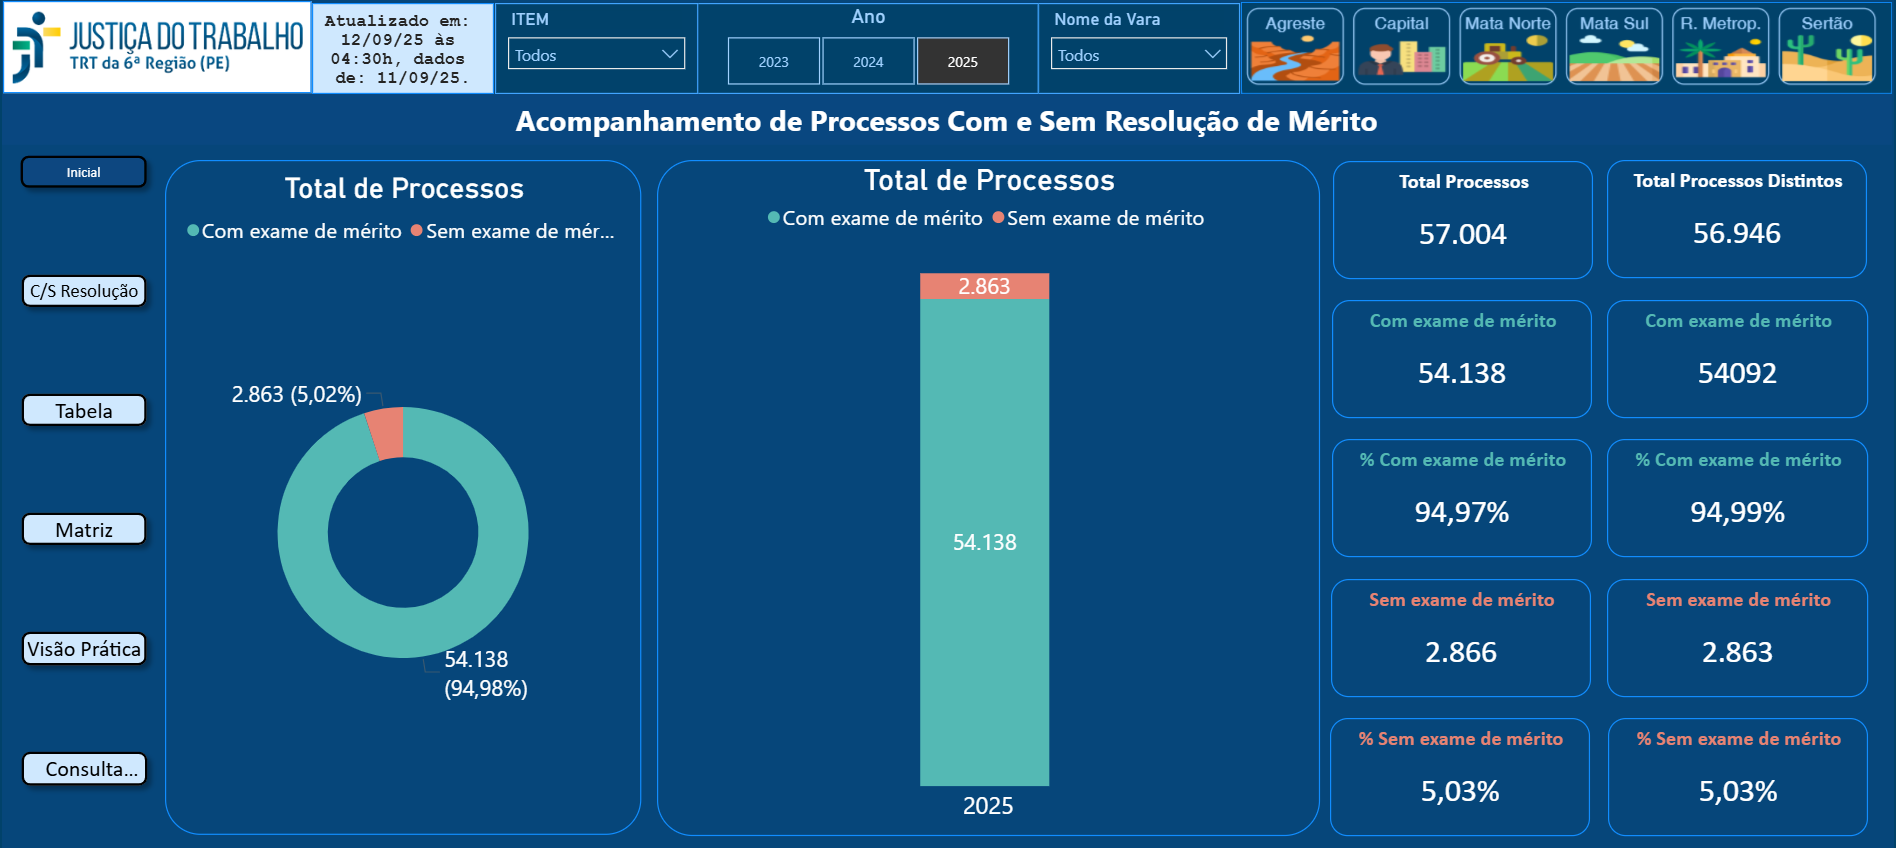 JUSTIÇA DO TRABALHO
TRT da 6ª Região (PE)
Atualizado em:
12/09/25 às
04:30h, dados
de: 11/09/25.
ITEM
Todos
Ano
2023
2024
2025
Nome da Vara
Todos
Agreste
Capital
Mata Norte
Mata Sul
R. Metrop.
Sertão
Acompanhamento de Processos Com e Sem Resolução de Mérito
Inicial
C/S Resolução
Tabela
Matriz
Visão Prática
Consulta...
Total de Processos
Com exame de mérito
Sem exame de mér...
2.863 (5,02%)
54.138
(94,98%)
Total de Processos
Com exame de mérito
Sem exame de mérito
2.863
54.138
2025
Total Processos
57.004
Total Processos Distintos
56.946
Com exame de mérito
54.138
Com exame de mérito
54092
% Com exame de mérito
94,97%
% Com exame de mérito
94,99%
Sem exame de mérito
2.866
Sem exame de mérito
2.863
% Sem exame de mérito
5,03%
% Sem exame de mérito
5,03%